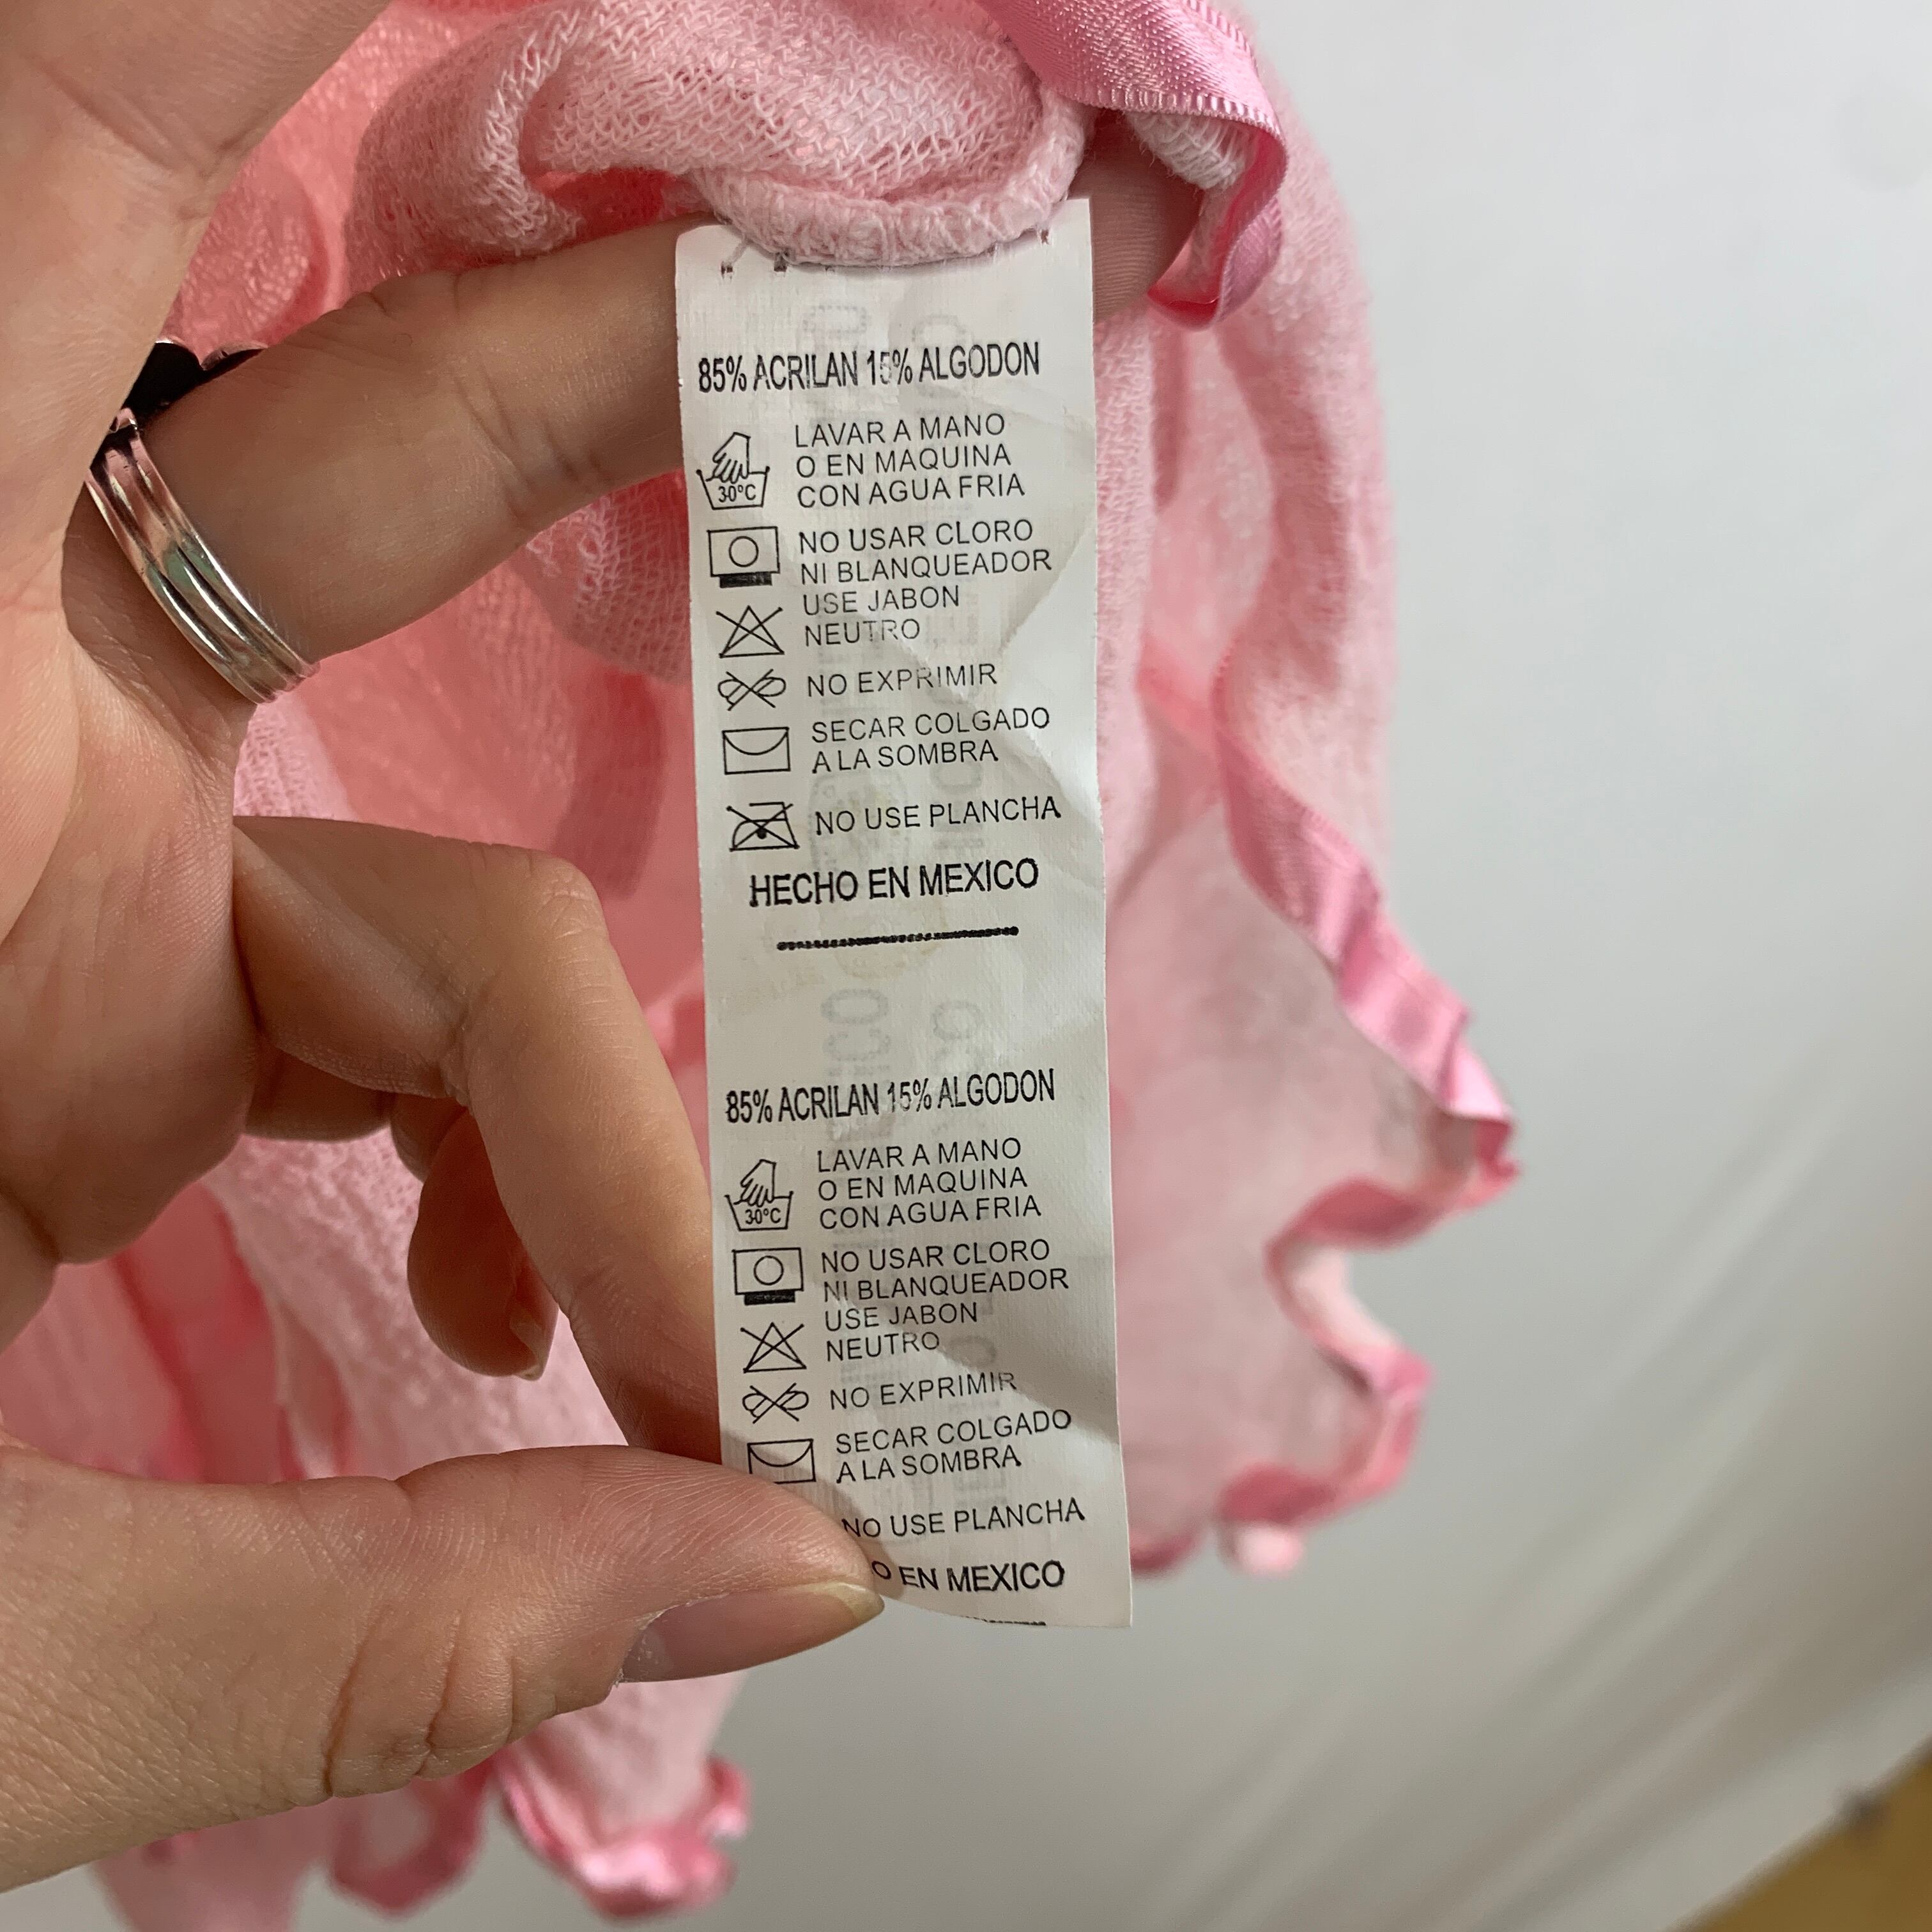 85% ACRILAN 15% ALGODON
LAVAR A MANO
O EN MAQUINA
CON AGUA FRIA
30°C
NO USAR CLORO
NI BLANQUEADOR
USE JABON
NEUTRO
NO EXPRIMIR
SECAR COLGADO
A LA SOMBRA
NO USE PLANCHA
HECHO EN MEXICO
85% ACRILAN 15% ALGODON
LAVAR A MANO
O EN MAQUINA
CON AGUA FRIA
30°C
NO USAR CLORO
NI BLANQUEADOR
USE JABON
NEUTRO
NO EXPRIMIR
SECAR COLGADO
A LA SOMBRA
NO USE PLANCHA
O EN MEXICO